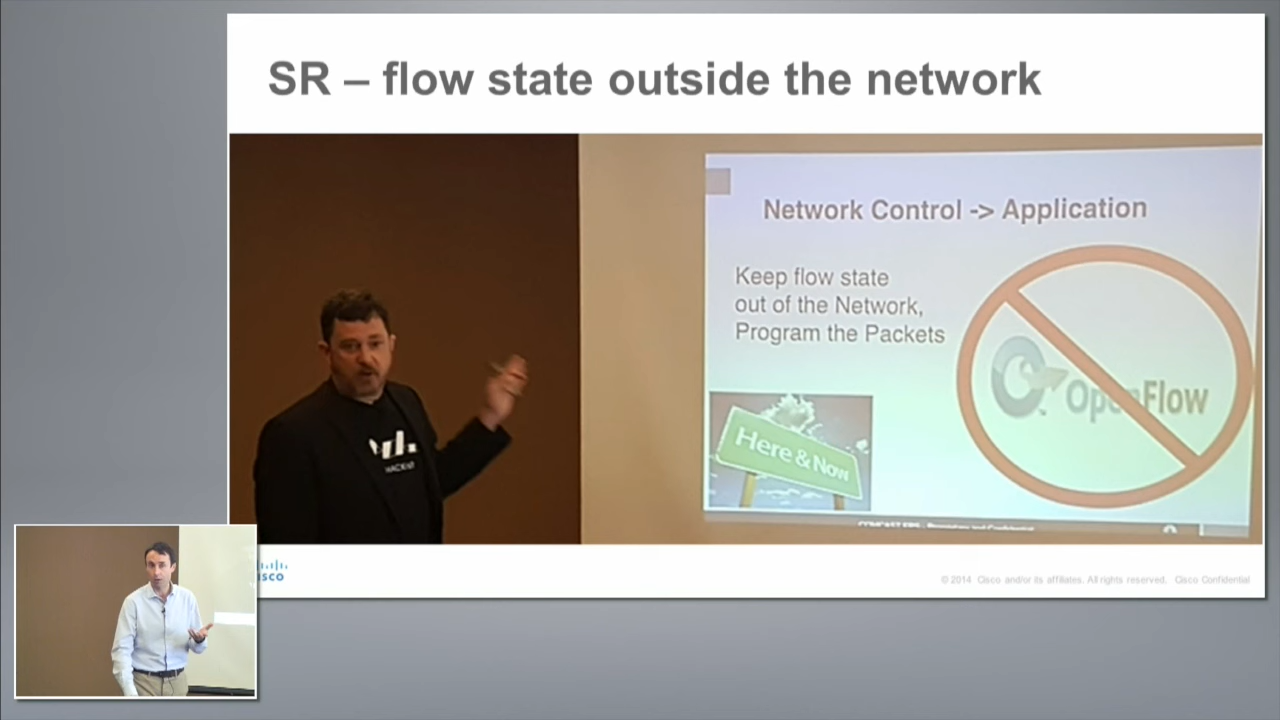 SR – flow state outside the network
Network Control -> Application
Keep flow state
out of the Network,
Program the Packets
OpenFlow
Here & Now
© 2014 Cisco and/or its affiliates. All rights reserved. Cisco Confidential